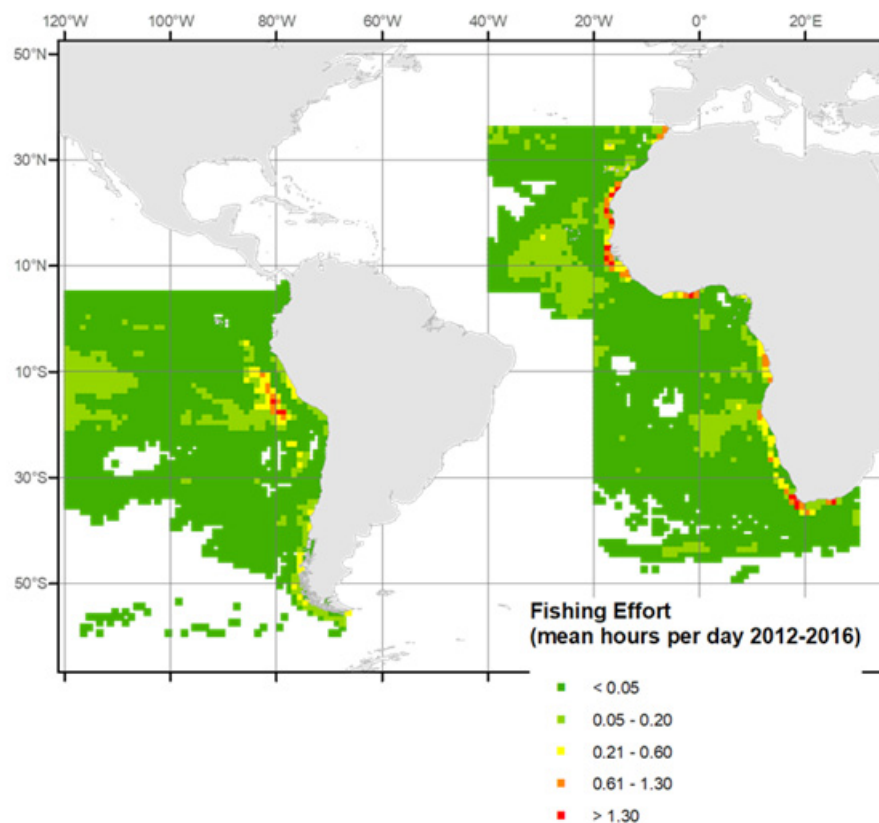 120°W 100°W 80°W 60°W 40°W 20°W 0° 20°E
50°N
30°N
10°N
10°S
30°S
50°S
Fishing Effort
(mean hours per day 2012-2016)
< 0.05
0.05 - 0.20
0.21 - 0.60
0.61 - 1.30
> 1.30